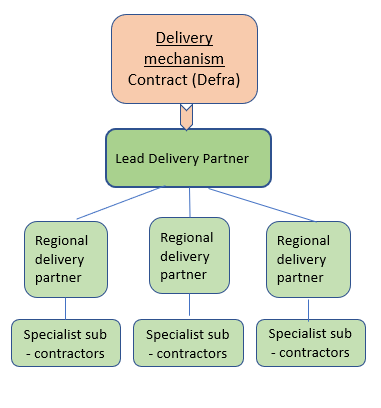 Delivery
mechanism
Contract (Defra)
Lead Delivery Partner
Regional
delivery
partner
Regional
delivery
partner
Regional
delivery
partner
Specialist sub
- contractors
Specialist sub
- contractors
Specialist sub
- contractors